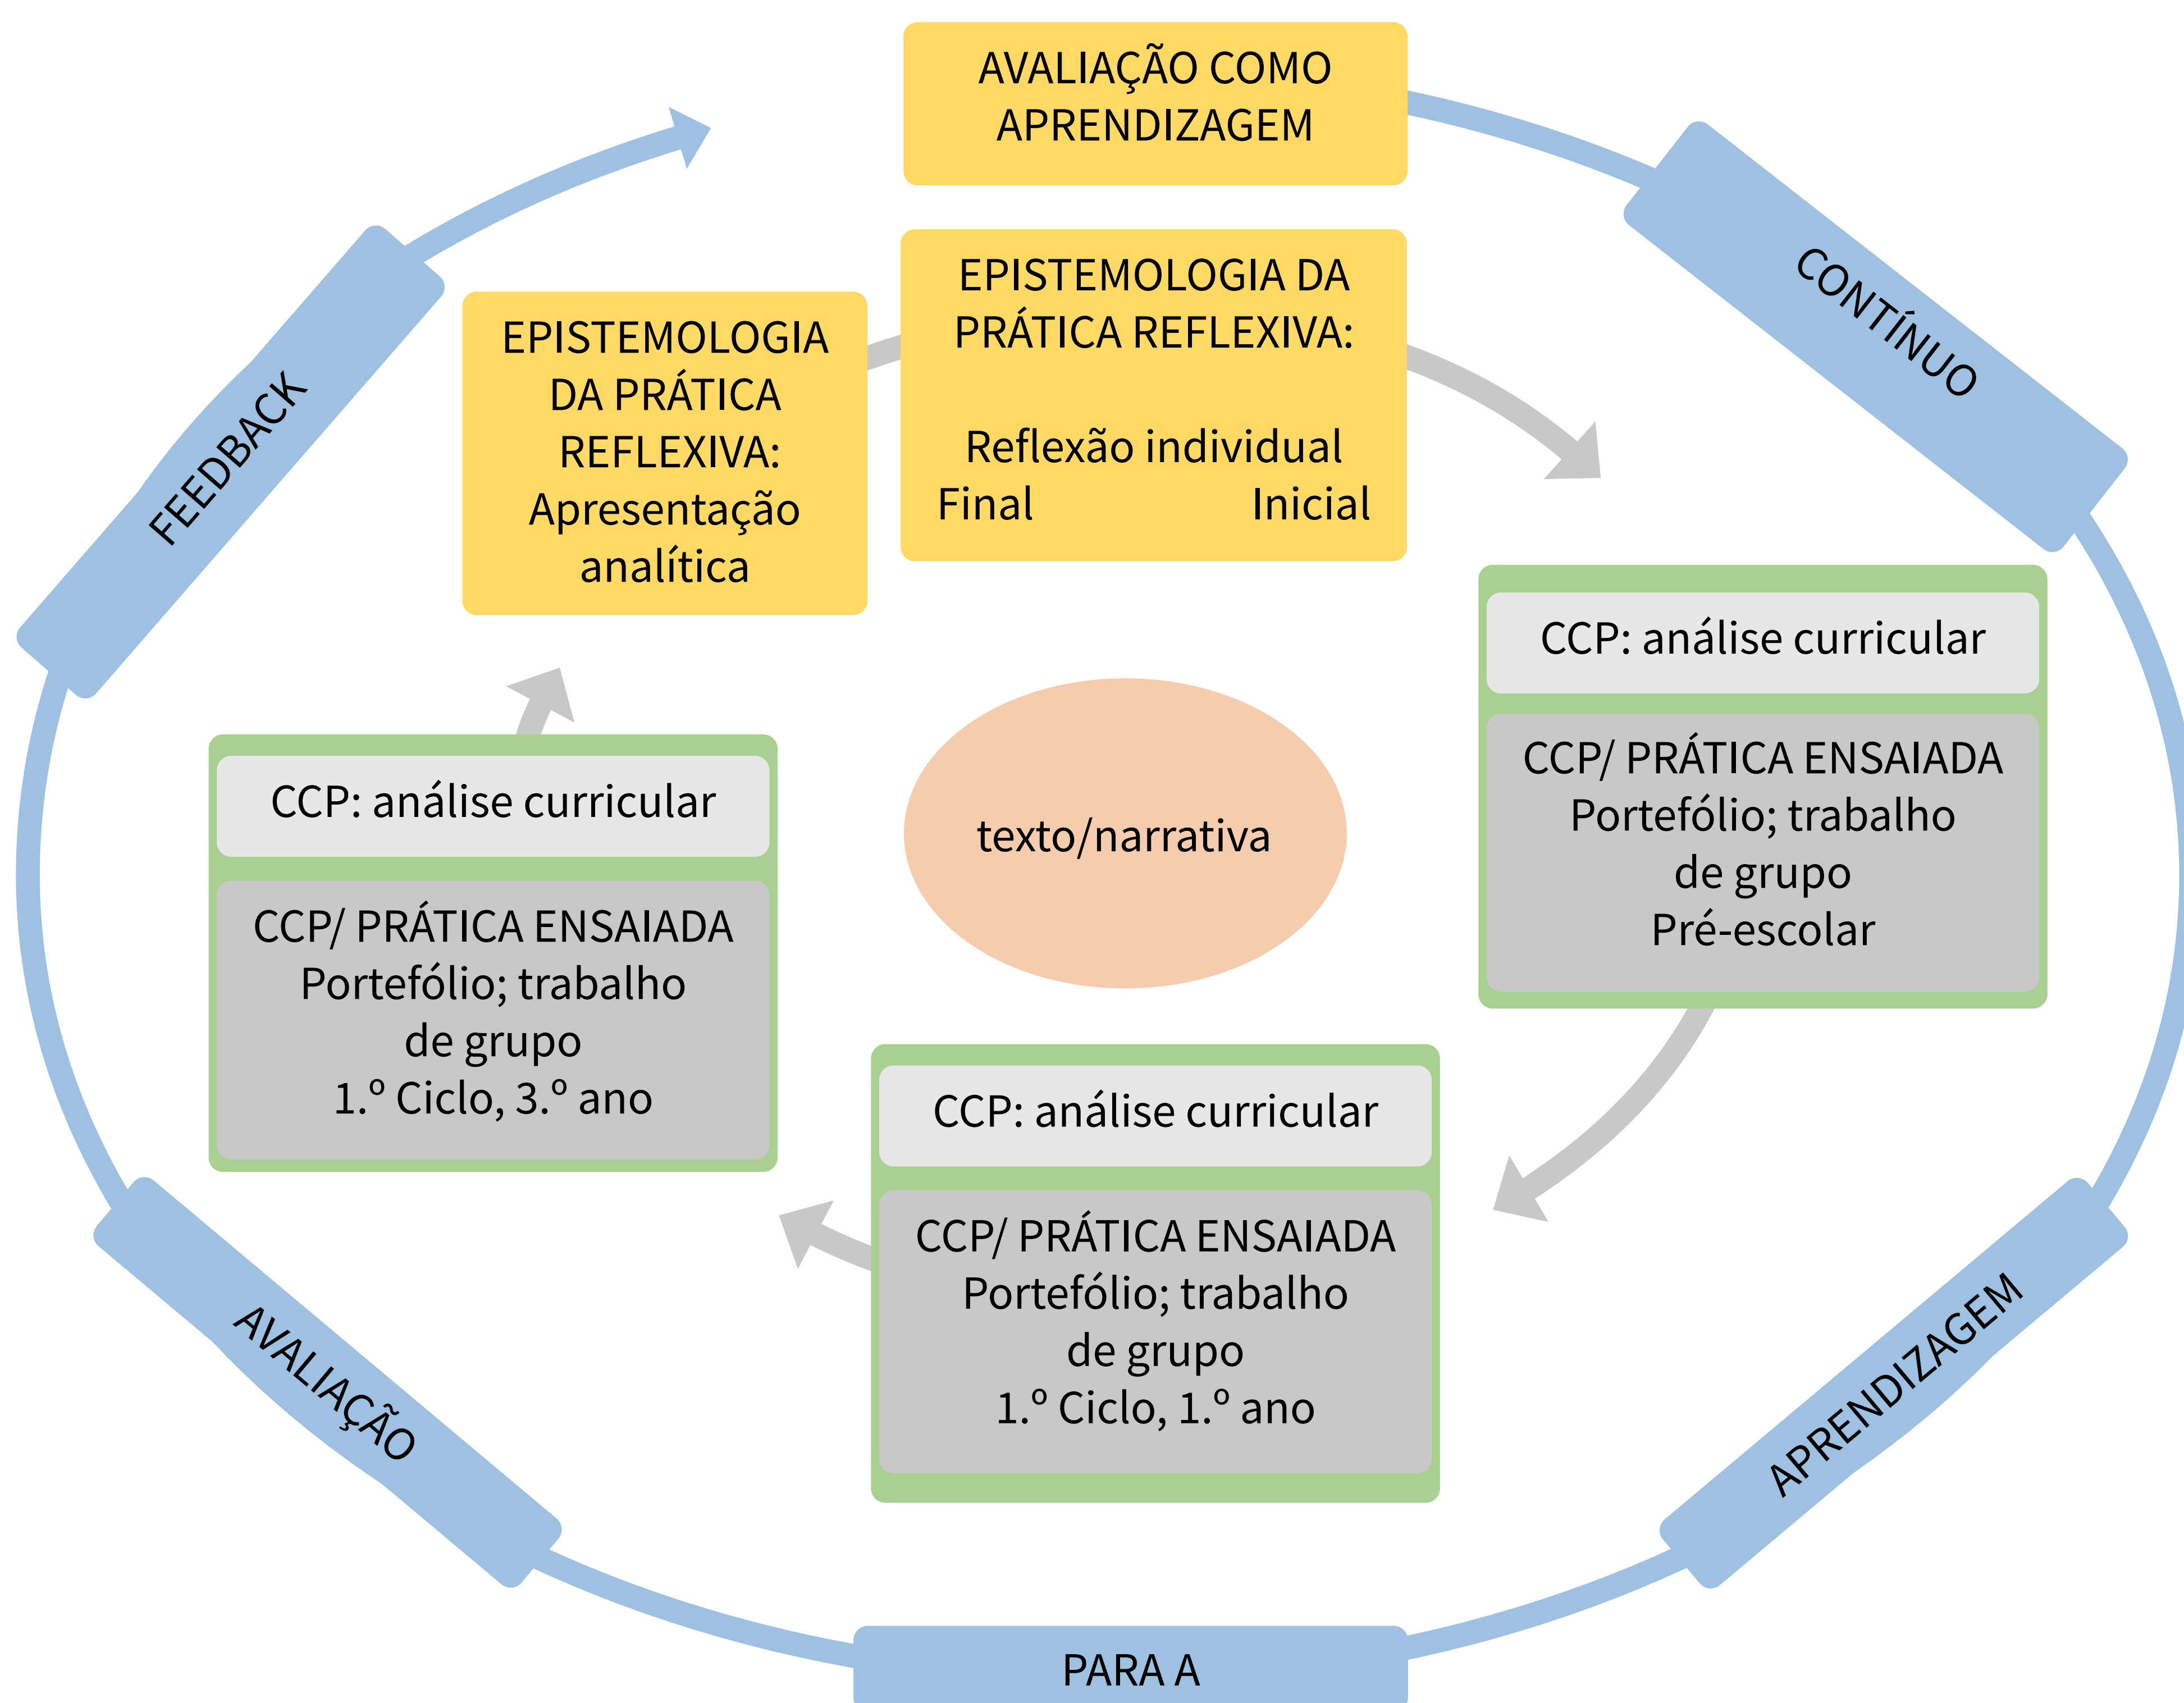 AVALIAÇÃO COMO
APRENDIZAGEM
CONTÍNUO
FEEDBACK
EPISTEMOLOGIA DA
PRÁTICA REFLEXIVA:
Reflexão individual
Final Inicial
EPISTEMOLOGIA
DA PRÁTICA
REFLEXIVA:
Apresentação
analítica
CCP: análise curricular
CCP/ PRÁTICA ENSAIADA
Portefólio; trabalho
de grupo
Pré-escolar
texto/narrativa
CCP: análise curricular
CCP/ PRÁTICA ENSAIADA
Portefólio; trabalho
de grupo
1.º Ciclo, 3.º ano
CCP: análise curricular
CCP/ PRÁTICA ENSAIADA
Portefólio; trabalho
de grupo
1.º Ciclo, 1.º ano
AVALIAÇÃO
APRENDIZAGEM
PARA A